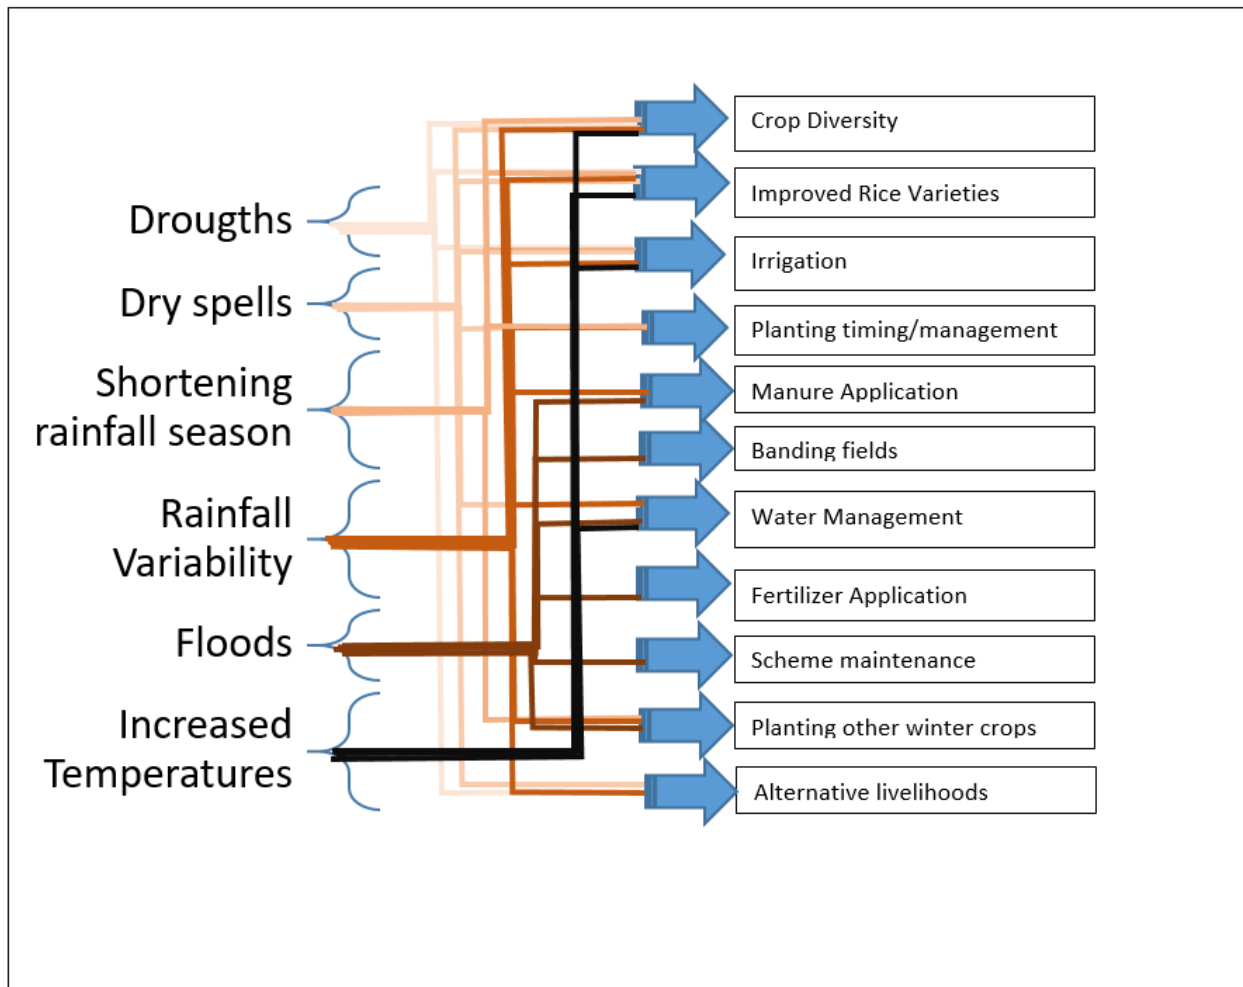 Drougths
Dry spells
Shortening
rainfall season
Rainfall
Variability
Floods
Increased
Temperatures
Crop Diversity
Improved Rice Varieties
Irrigation
Planting timing/management
Manure Application
Banding fields
Water Management
Fertilizer Application
Scheme maintenance
Planting other winter crops
Alternative livelihoods